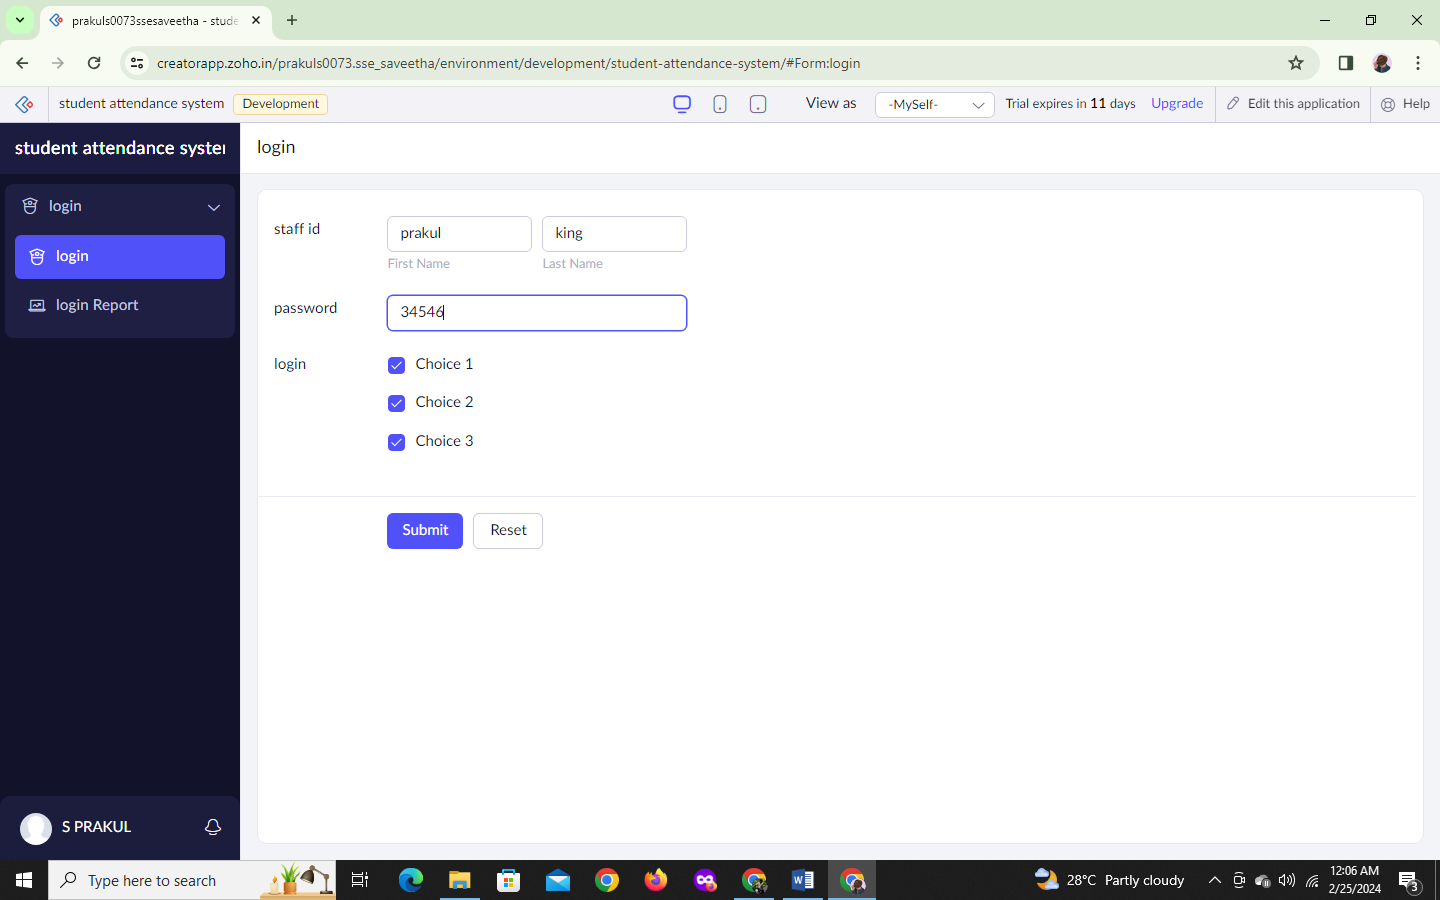 prakuls0073ssesaveetha - stude
creatorapp.zoho.in/prakuls0073.sse_saveetha/environment/development/student-attendance-system/#Form:login
student attendance system Development View as -MySelf- Trial expires in 11 days Upgrade Edit this application Help
student attendance system login
login
login
login Report
staff id prakul king
First Name Last Name
password 34546
login Choice 1
Choice 2
Choice 3
Submit Reset
S PRAKUL
Type here to search 28°C Partly cloudy 12:06 AM
2/25/2024 3